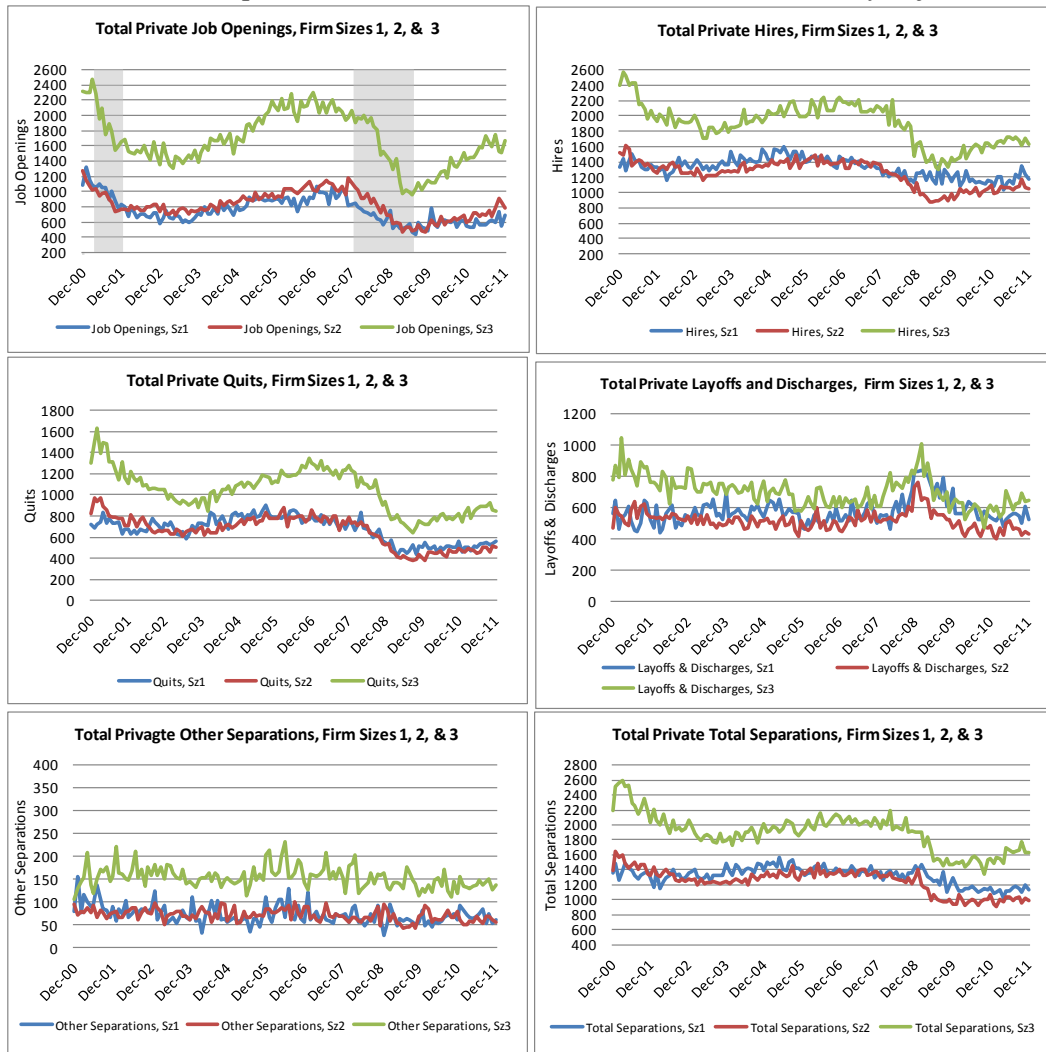 Total Private Job Openings, Firm Sizes 1, 2, & 3
2600
2400
2200
2000
1800
1600
1400
1200
1000
800
600
400
200
Job Openings
Dec-00
Dec-01
Dec-02
Dec-03
Dec-04
Dec-05
Dec-06
Dec-07
Dec-08
Dec-09
Dec-10
Dec-11
Job Openings, Sz1
Job Openings, Sz2
Job Openings, Sz3
Total Private Hires, Firm Sizes 1, 2, & 3
2600
2400
2200
2000
1800
1600
1400
1200
1000
800
600
400
200
Hires
Dec-00
Dec-01
Dec-02
Dec-03
Dec-04
Dec-05
Dec-06
Dec-07
Dec-08
Dec-09
Dec-10
Dec-11
Hires, Sz1
Hires, Sz2
Hires, Sz3
Total Private Quits, Firm Sizes 1, 2, & 3
1800
1600
1400
1200
1000
800
600
400
200
0
Quits
Dec-00
Dec-01
Dec-02
Dec-03
Dec-04
Dec-05
Dec-06
Dec-07
Dec-08
Dec-09
Dec-10
Dec-11
Quits, Sz1
Quits, Sz2
Quits, Sz3
Total Private Layoffs and Discharges, Firm Sizes 1, 2, & 3
1200
1000
800
600
400
200
0
Layoffs & Discharges
Dec-00
Dec-01
Dec-02
Dec-03
Dec-04
Dec-05
Dec-06
Dec-07
Dec-08
Dec-09
Dec-10
Dec-11
Layoffs & Discharges, Sz1
Layoffs & Discharges, Sz2
Layoffs & Discharges, Sz3
Total Privagte Other Separations, Firm Sizes 1, 2, & 3
400
350
300
250
200
150
100
50
0
Other Separations
Dec-00
Dec-01
Dec-02
Dec-03
Dec-04
Dec-05
Dec-06
Dec-07
Dec-08
Dec-09
Dec-10
Dec-11
Other Separations, Sz1
Other Separations, Sz2
Other Separations, Sz3
Total Private Total Separations, Firm Sizes 1, 2, & 3
2800
2600
2400
2200
2000
1800
1600
1400
1200
1000
800
600
400
Total Separations
Dec-00
Dec-01
Dec-02
Dec-03
Dec-04
Dec-05
Dec-06
Dec-07
Dec-08
Dec-09
Dec-10
Dec-11
Total Separations, Sz1
Total Separations, Sz2
Total Separations, Sz3